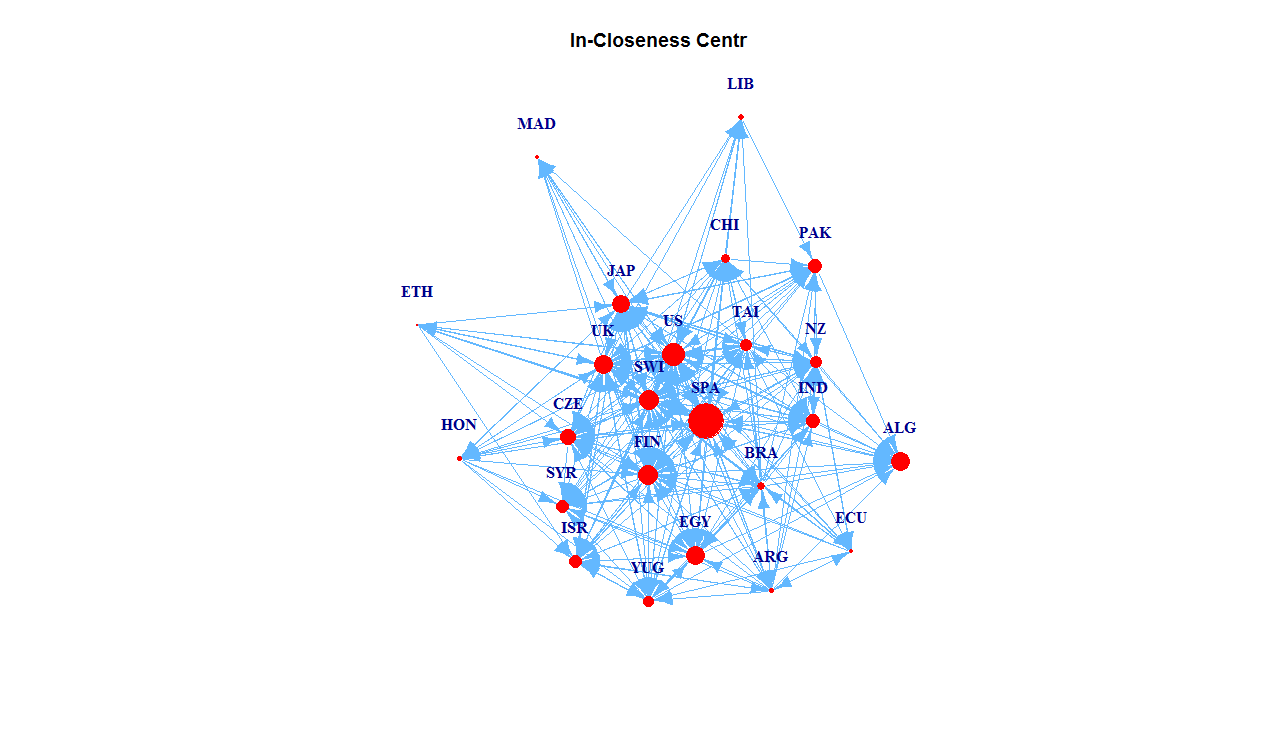 In-Closeness Centr
LIB
MAD
CHI
PAK
JAP
ETH
TAI
US
NZ
UK
SWI
SPA
IND
CZE
HON
ALG
FIN
BRA
SYR
ECU
EGY
ISR
ARG
YUG